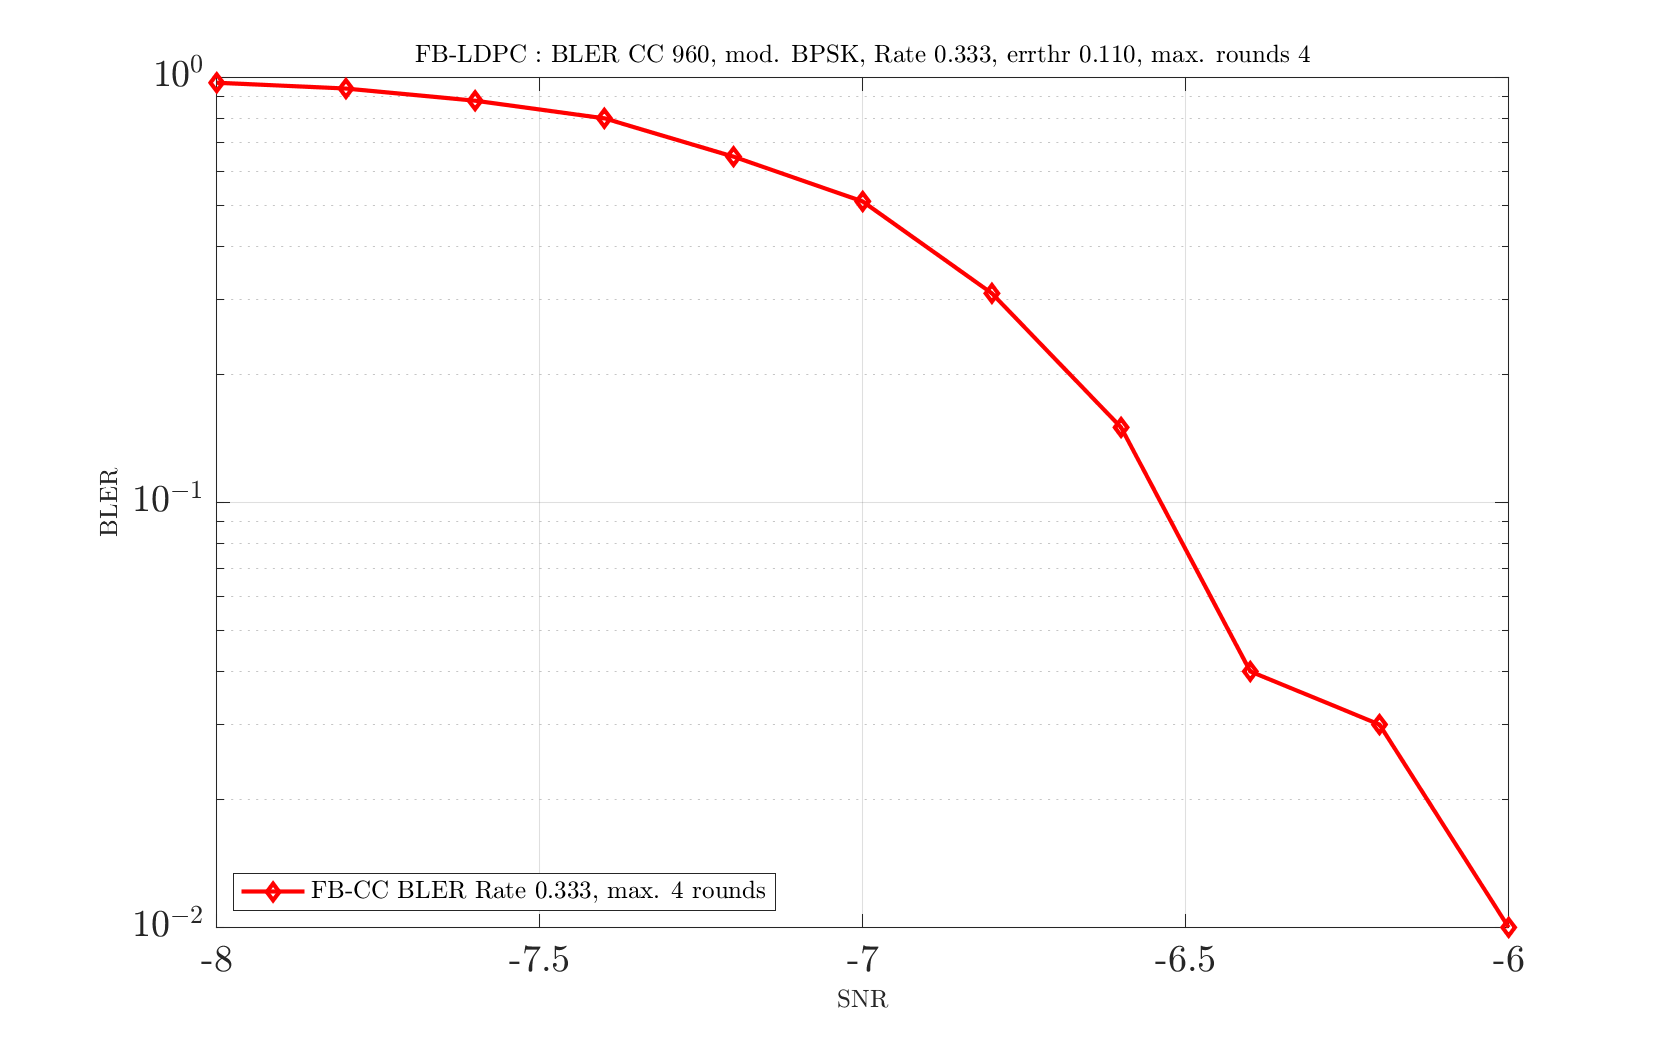 FB-LDPC : BLER CC 960, mod. BPSK, Rate 0.333, errthr 0.110, max. rounds 4
10^0
10^-1
10^-2
BLER
FB-CC BLER Rate 0.333, max. 4 rounds
-8 -7.5 -7 -6.5 -6
SNR